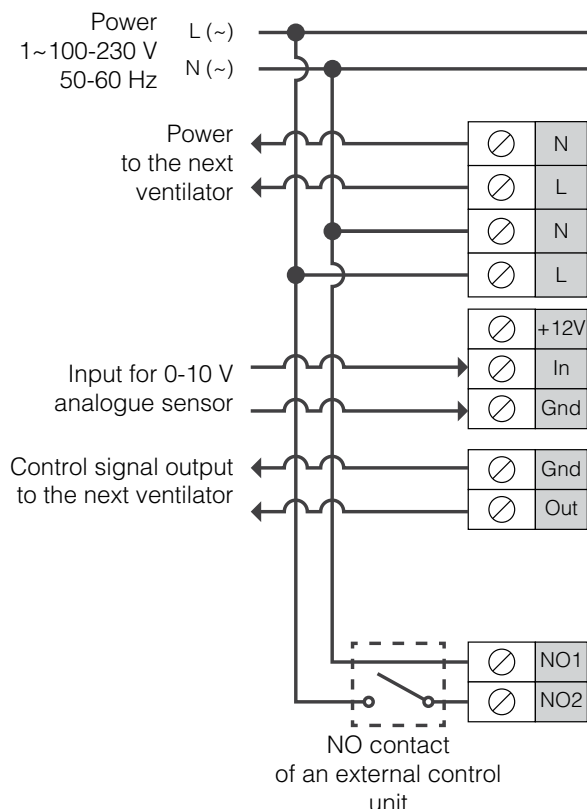 Power
1~100-230 V
50-60 Hz
L (~)
N (~)
Power
to the next
ventilator
N
L
N
L
+12V
Input for 0-10 V
analogue sensor
In
Gnd
Control signal output
to the next ventilator
Gnd
Out
NO1
NO2
NO contact
of an external control
unit